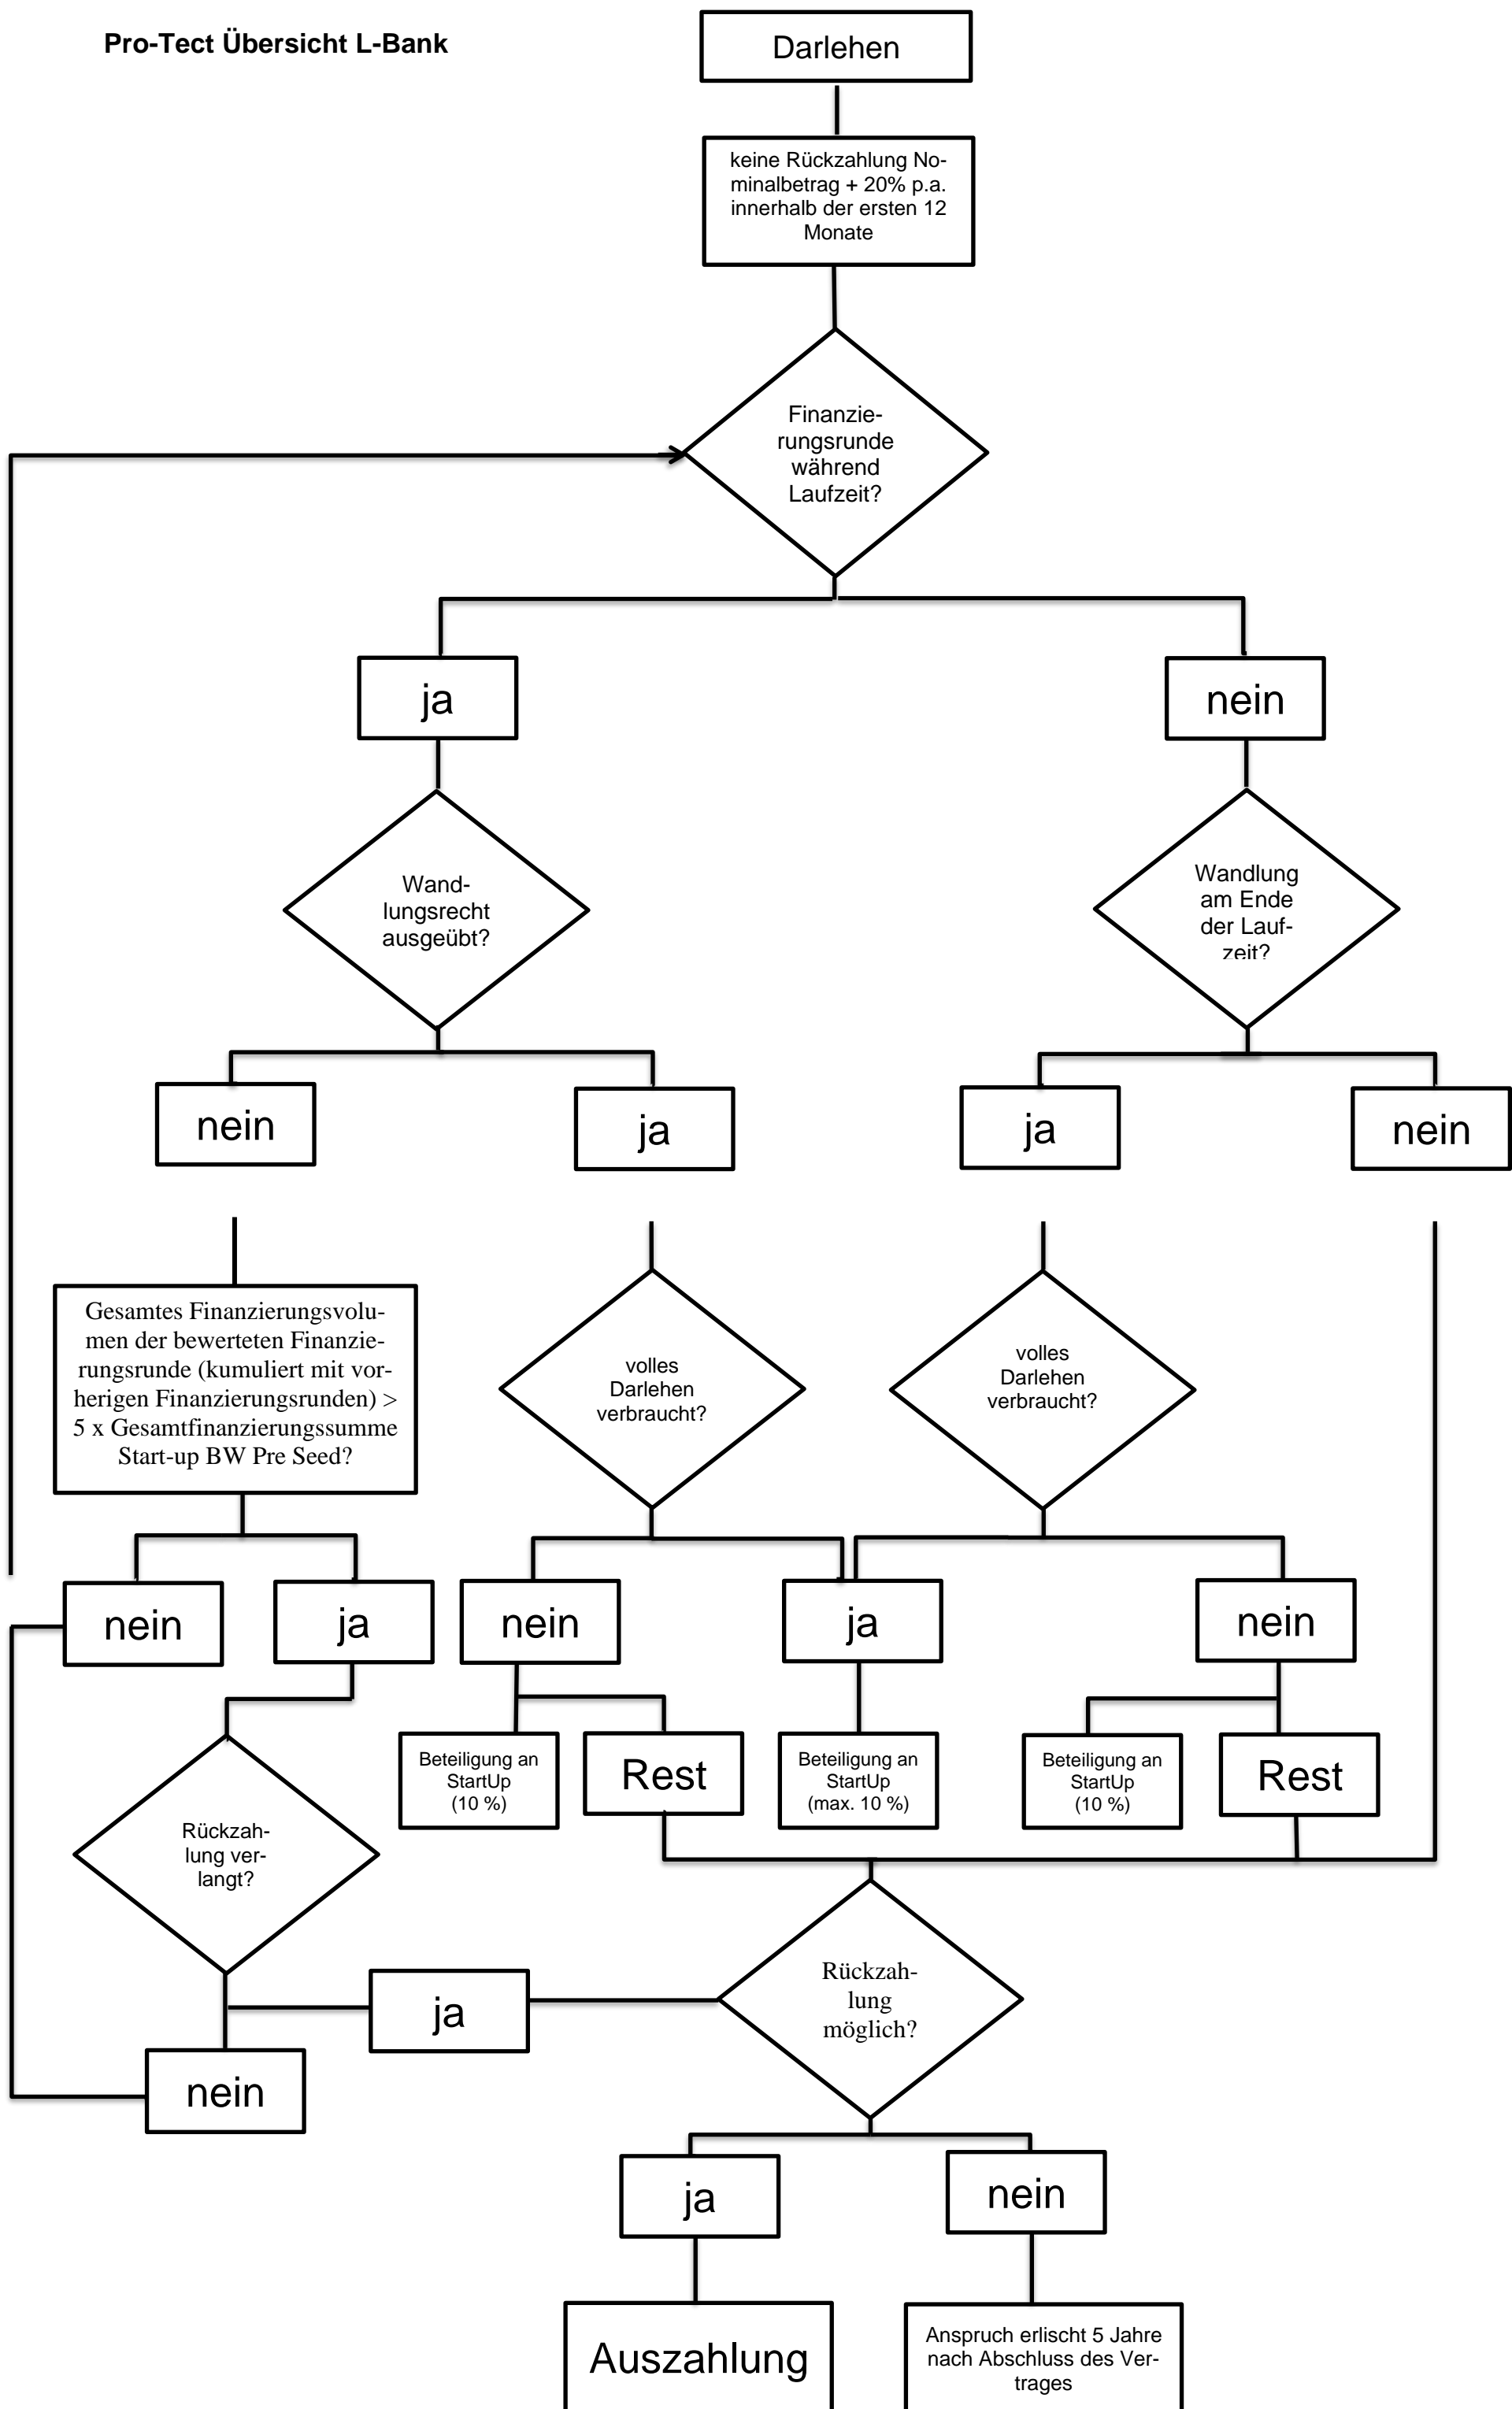 Pro-Tect Übersicht L-Bank
Darlehen
keine Rückzahlung No-
minalbetrag + 20% p.a.
innerhalb der ersten 12
Monate
Finanzie-
rungsrunde
während
Laufzeit?
ja
nein
Wand-
lungsrecht
ausgeübt?
Wandlung
am Ende
der Lauf-
zeit?
nein
ja
ja
nein
Gesamtes Finanzierungsvolu-
men der bewerteten Finanzie-
rungsrunde (kumuliert mit vor-
herigen Finanzierungsrunden) >
5 x Gesamtfinanzierungssumme
Start-up BW Pre Seed?
volles
Darlehen
verbraucht?
volles
Darlehen
verbraucht?
nein
ja
nein
ja
nein
Beteiligung an
StartUp
(10 %)
Rest
Beteiligung an
StartUp
(max. 10 %)
Beteiligung an
StartUp
(10 %)
Rest
Rückzah-
lung ver-
langt?
Rückzah-
lung
möglich?
ja
nein
ja
nein
Auszahlung
Anspruch erlischt 5 Jahre
nach Abschluss des Ver-
trages